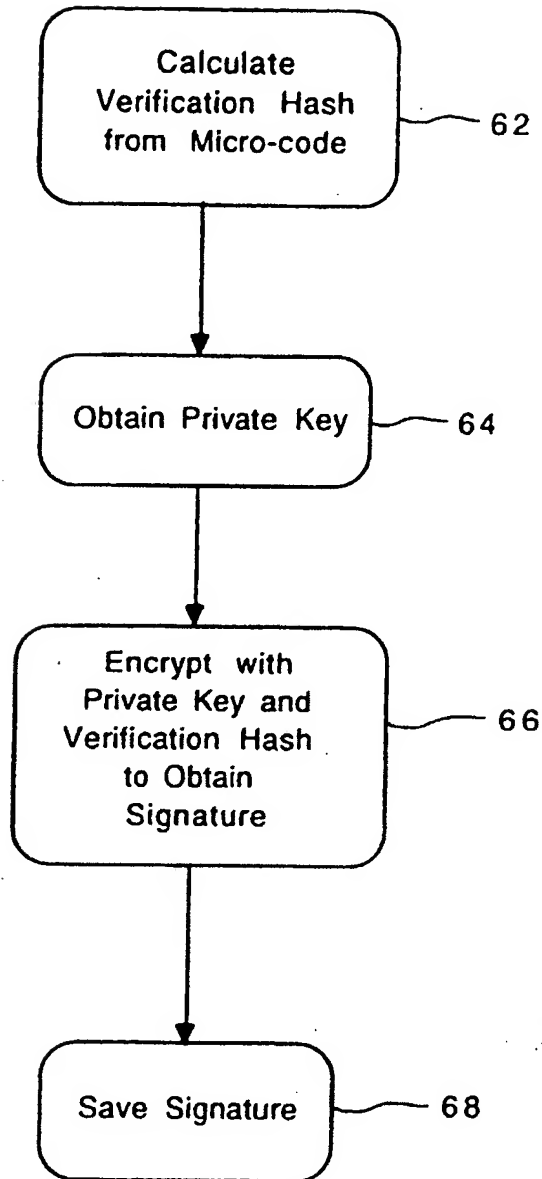 Calculate
Verification Hash
from Micro-code
62
Obtain Private Key
64
Encrypt with
Private Key and
Verification Hash
to Obtain
Signature
66
Save Signature
68